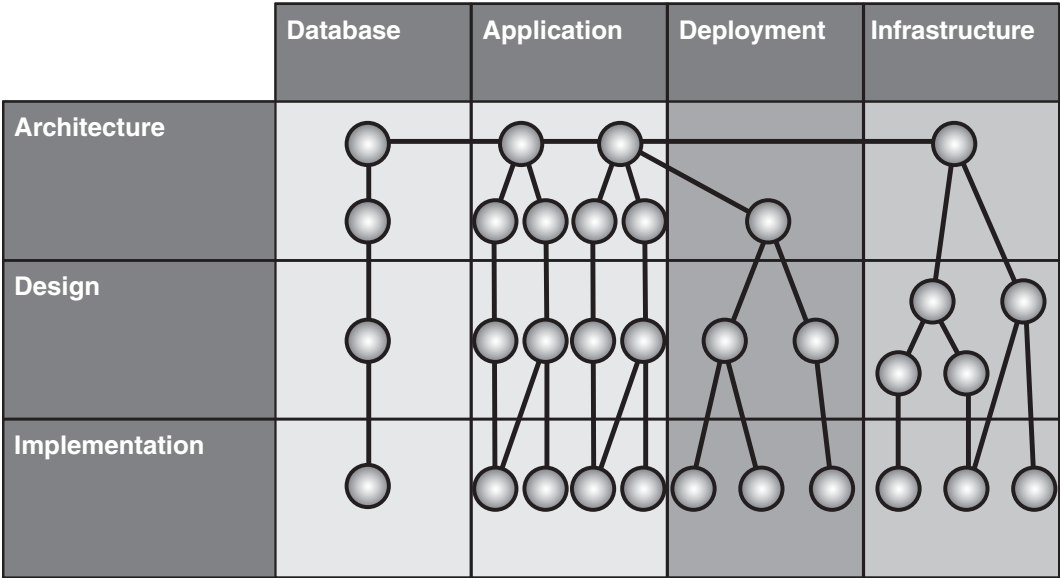 Database
Application
Deployment
Infrastructure
Architecture
Design
Implementation